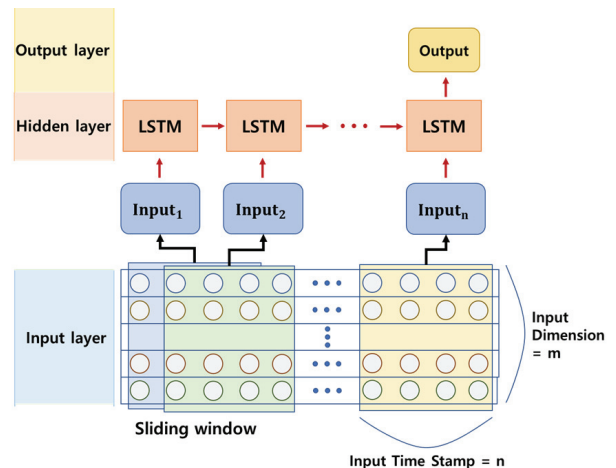 Output layer
Output
Hidden layer
LSTM
LSTM
LSTM
Input₁
Input₂
Inputₙ
Input layer
Input
Dimension
= m
Sliding window
Input Time Stamp = n